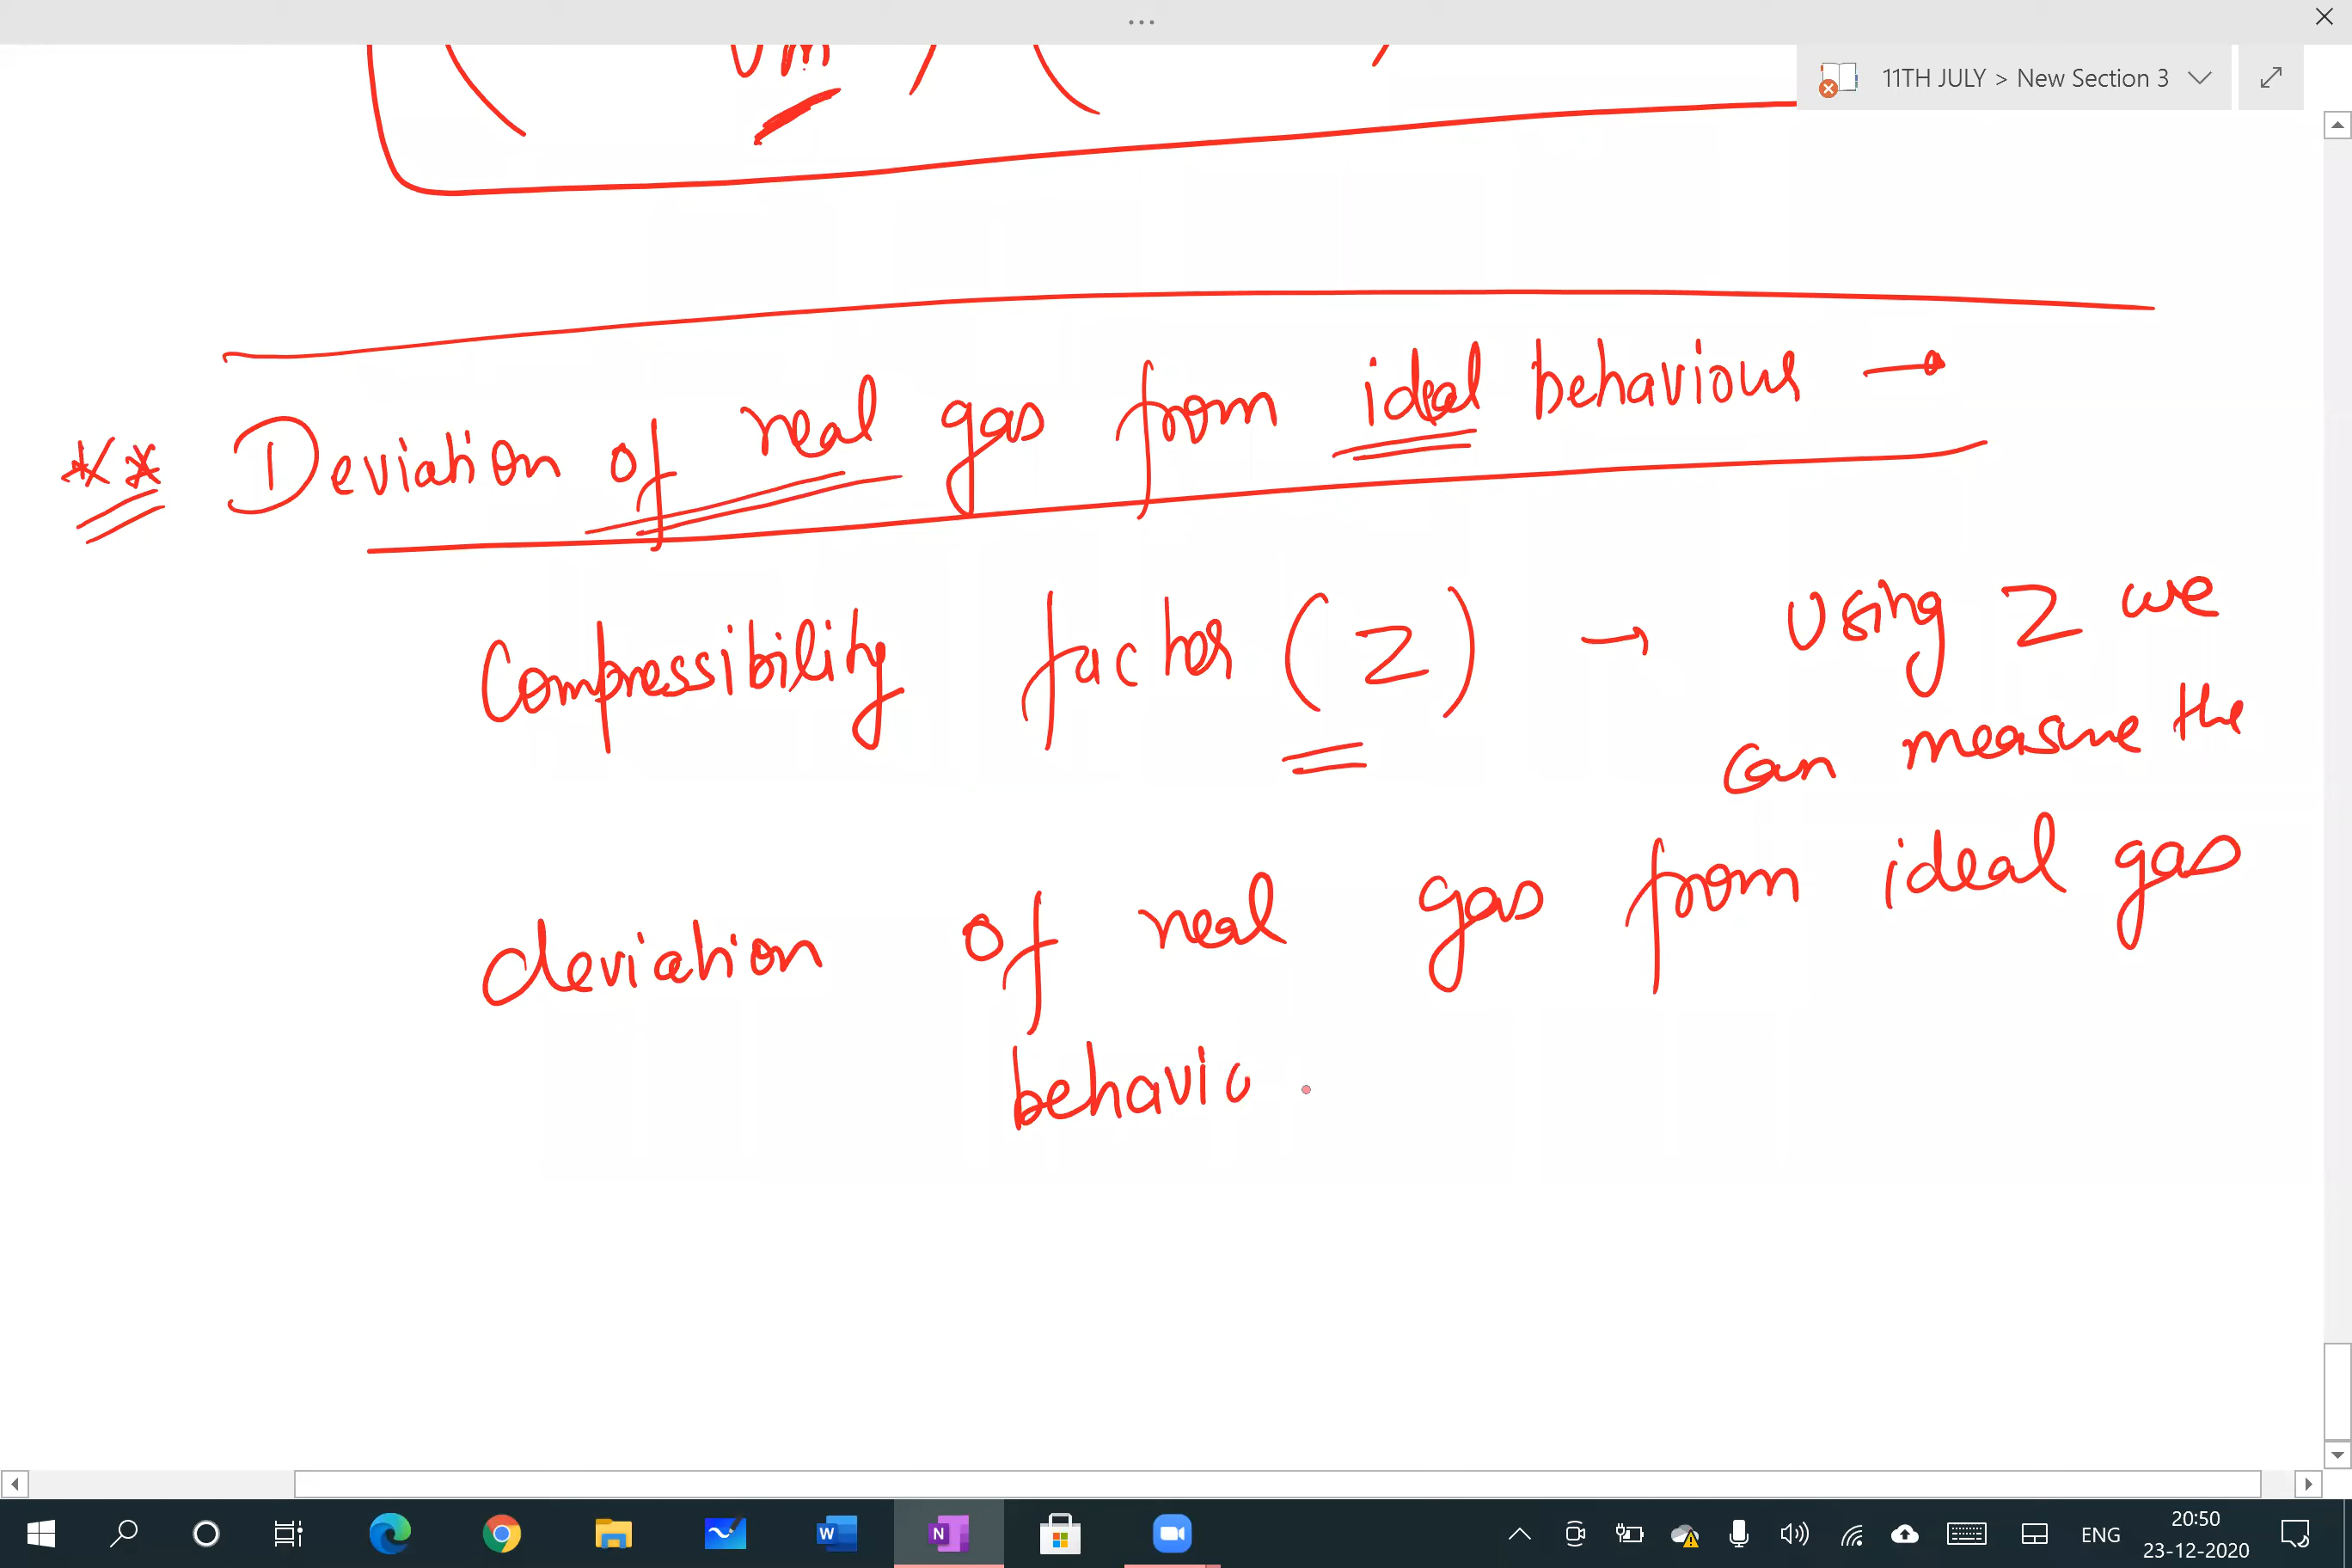 11TH JULY > New Section 3
Vm
** Deviation of real gas from ideal behaviour →
Compressibility factor (Z) → Using Z we
can measure the
deviation of real gas from ideal gas
behavio
ENG
20:50
23-12-2020